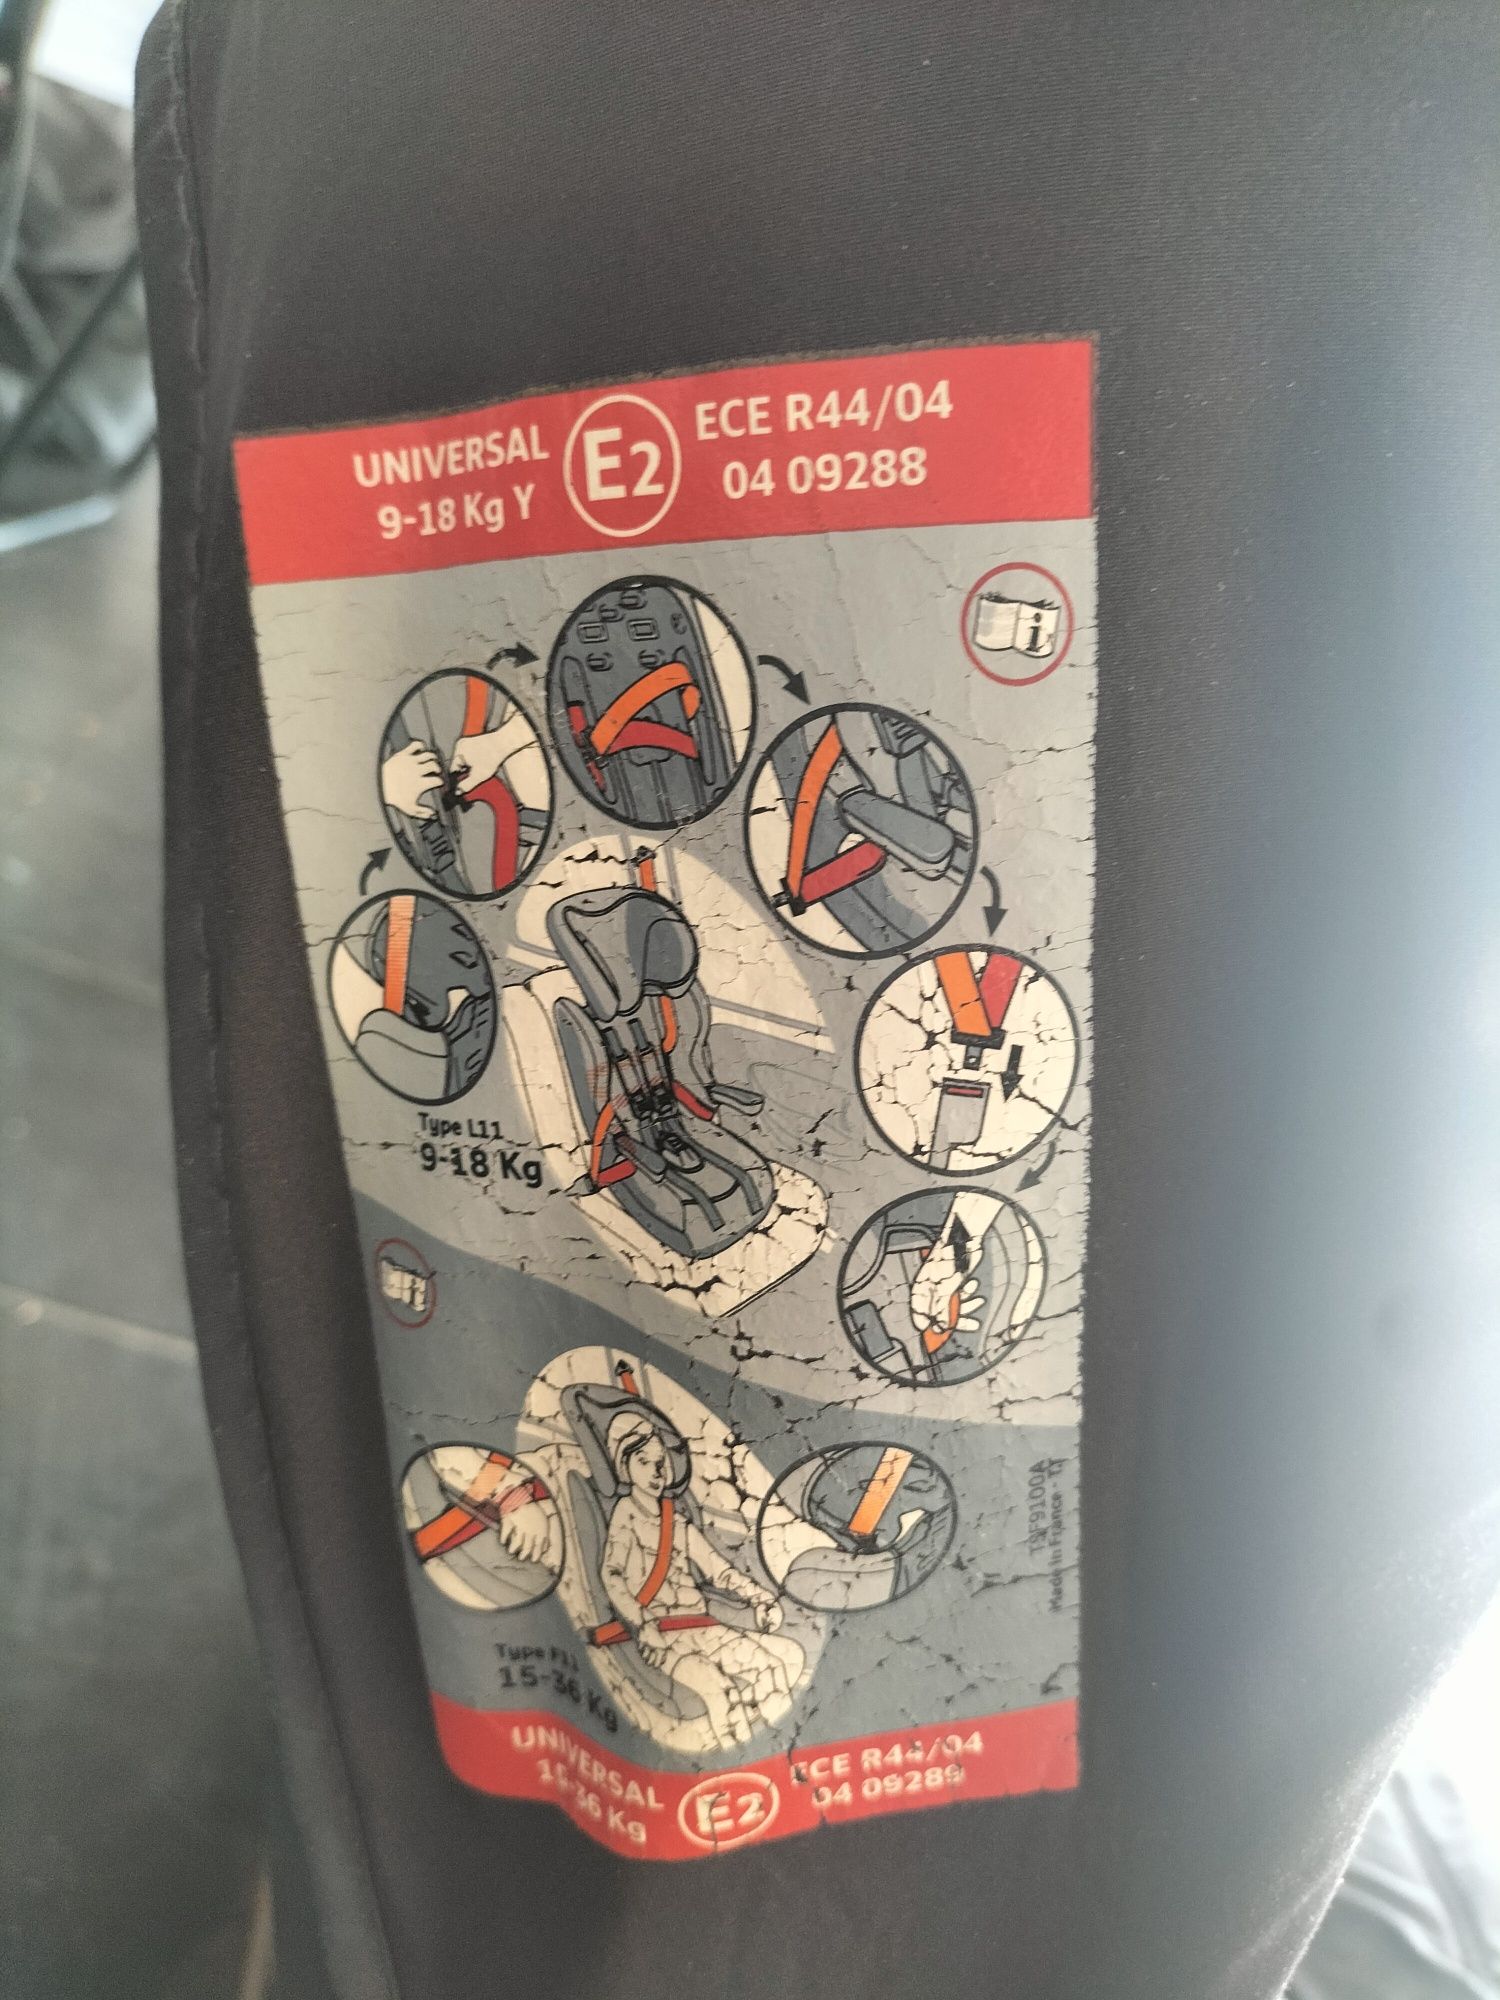 UNIVERSAL
9-18 Kg Y
E2
ECE R44/04
04 09288
i
Type L11
9-18 Kg
TSF9100A
Made in France -
Type F11
15-36 Kg
UNIVERSAL
15-36 Kg
E2
ECE R44/04
04 09289